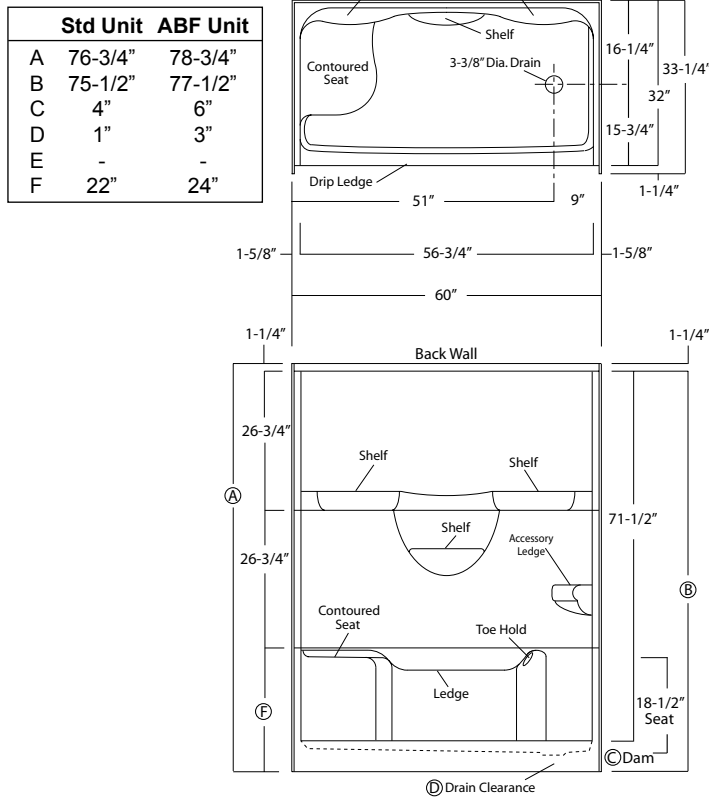 Std Unit ABF Unit
A 76-3/4” 78-3/4”
B 75-1/2” 77-1/2”
C 4” 6”
D 1” 3”
E - -
F 22” 24”
Shelf
Contoured
Seat
3-3/8” Dia. Drain
16-1/4”
33-1/4”
32”
15-3/4”
Drip Ledge
1-1/4”
51”
9”
1-5/8”
56-3/4”
1-5/8”
60”
1-1/4”
1-1/4”
Back Wall
26-3/4”
Shelf
Shelf
A
71-1/2”
Shelf
Accessory
Ledge
26-3/4”
B
Contoured
Seat
Toe Hold
Ledge
F
18-1/2”
Seat
C Dam
D Drain Clearance